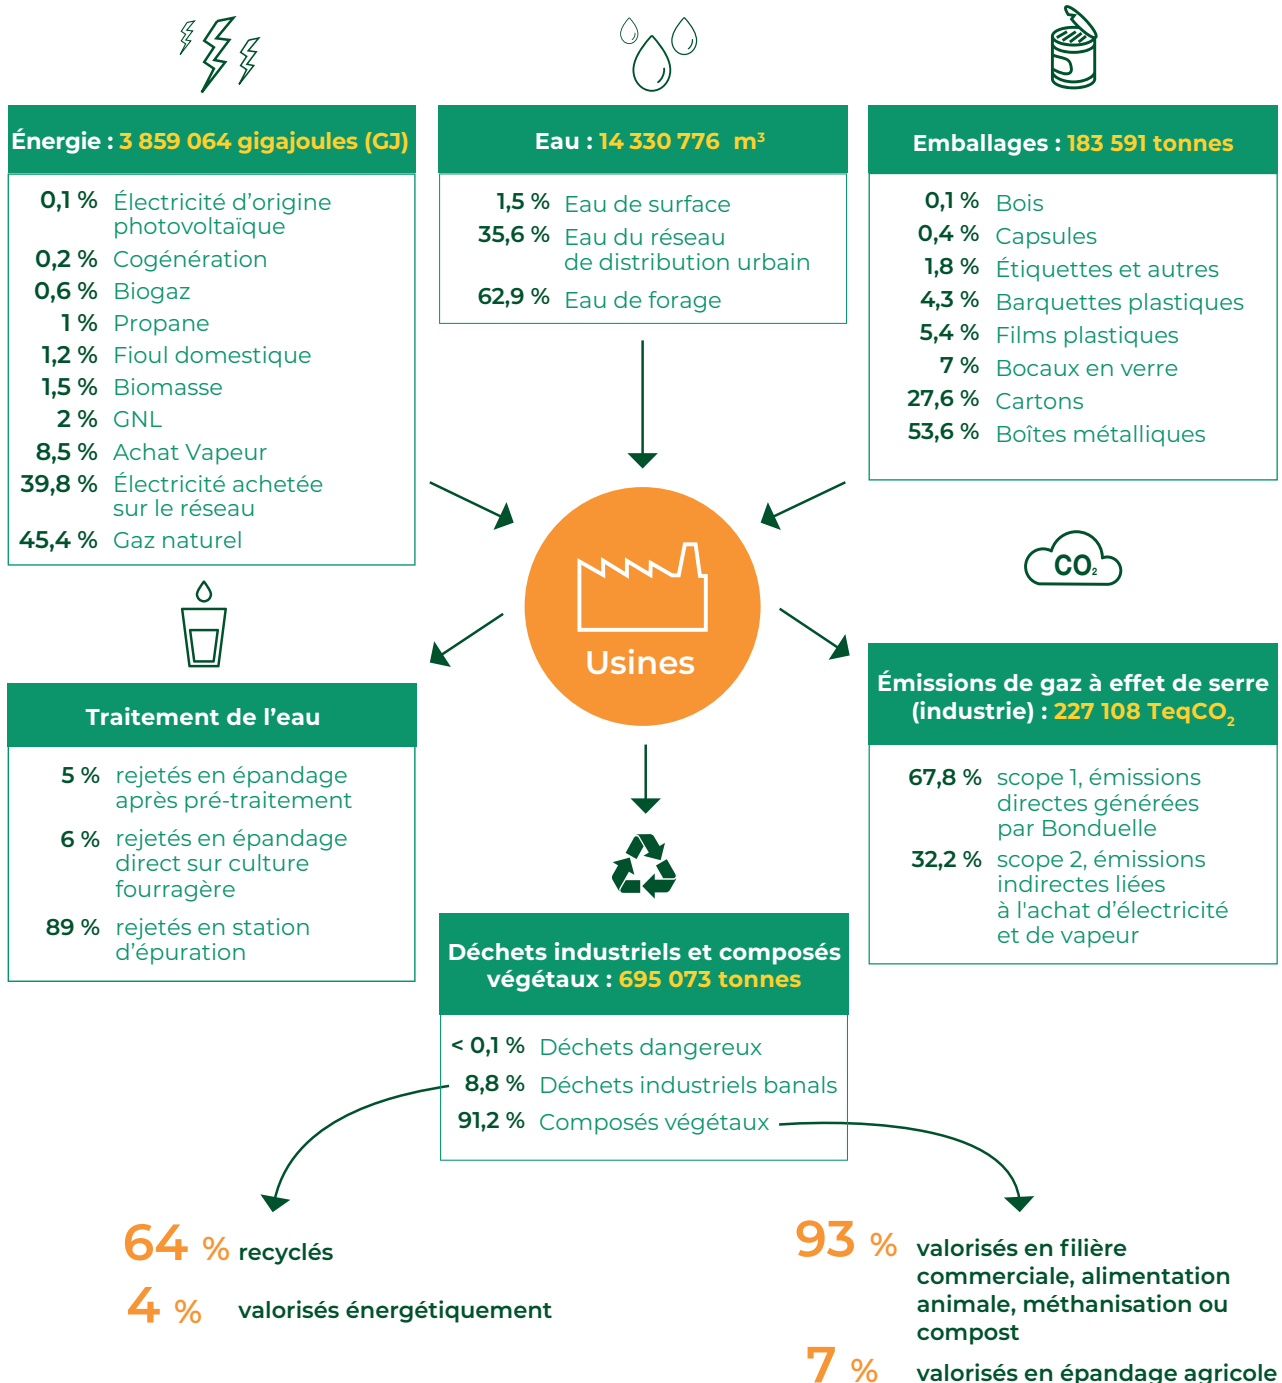 Énergie : 3 859 064 gigajoules (GJ)
0,1 % Électricité d’origine
photovoltaïque
0,2 % Cogénération
0,6 % Biogaz
1 % Propane
1,2 % Fioul domestique
1,5 % Biomasse
2 % GNL
8,5 % Achat Vapeur
39,8 % Électricité achetée
sur le réseau
45,4 % Gaz naturel
Eau : 14 330 776 m³
1,5 % Eau de surface
35,6 % Eau du réseau
de distribution urbain
62,9 % Eau de forage
Emballages : 183 591 tonnes
0,1 % Bois
0,4 % Capsules
1,8 % Étiquettes et autres
4,3 % Barquettes plastiques
5,4 % Films plastiques
7 % Bocaux en verre
27,6 % Cartons
53,6 % Boîtes métalliques
Usines
CO₂
Traitement de l’eau
5 % rejetés en épandage
après pré-traitement
6 % rejetés en épandage
direct sur culture
fourragère
89 % rejetés en station
d’épuration
Émissions de gaz à effet de serre
(industrie) : 227 108 TeqCO₂
67,8 % scope 1, émissions
directes générées
par Bonduelle
32,2 % scope 2, émissions
indirectes liées
à l'achat d’électricité
et de vapeur
Déchets industriels et composés
végétaux : 695 073 tonnes
< 0,1 % Déchets dangereux
8,8 % Déchets industriels banals
91,2 % Composés végétaux
64 % recyclés
4 % valorisés énergétiquement
93 % valorisés en filière
commerciale, alimentation
animale, méthanisation ou
compost
7 % valorisés en épandage agricole